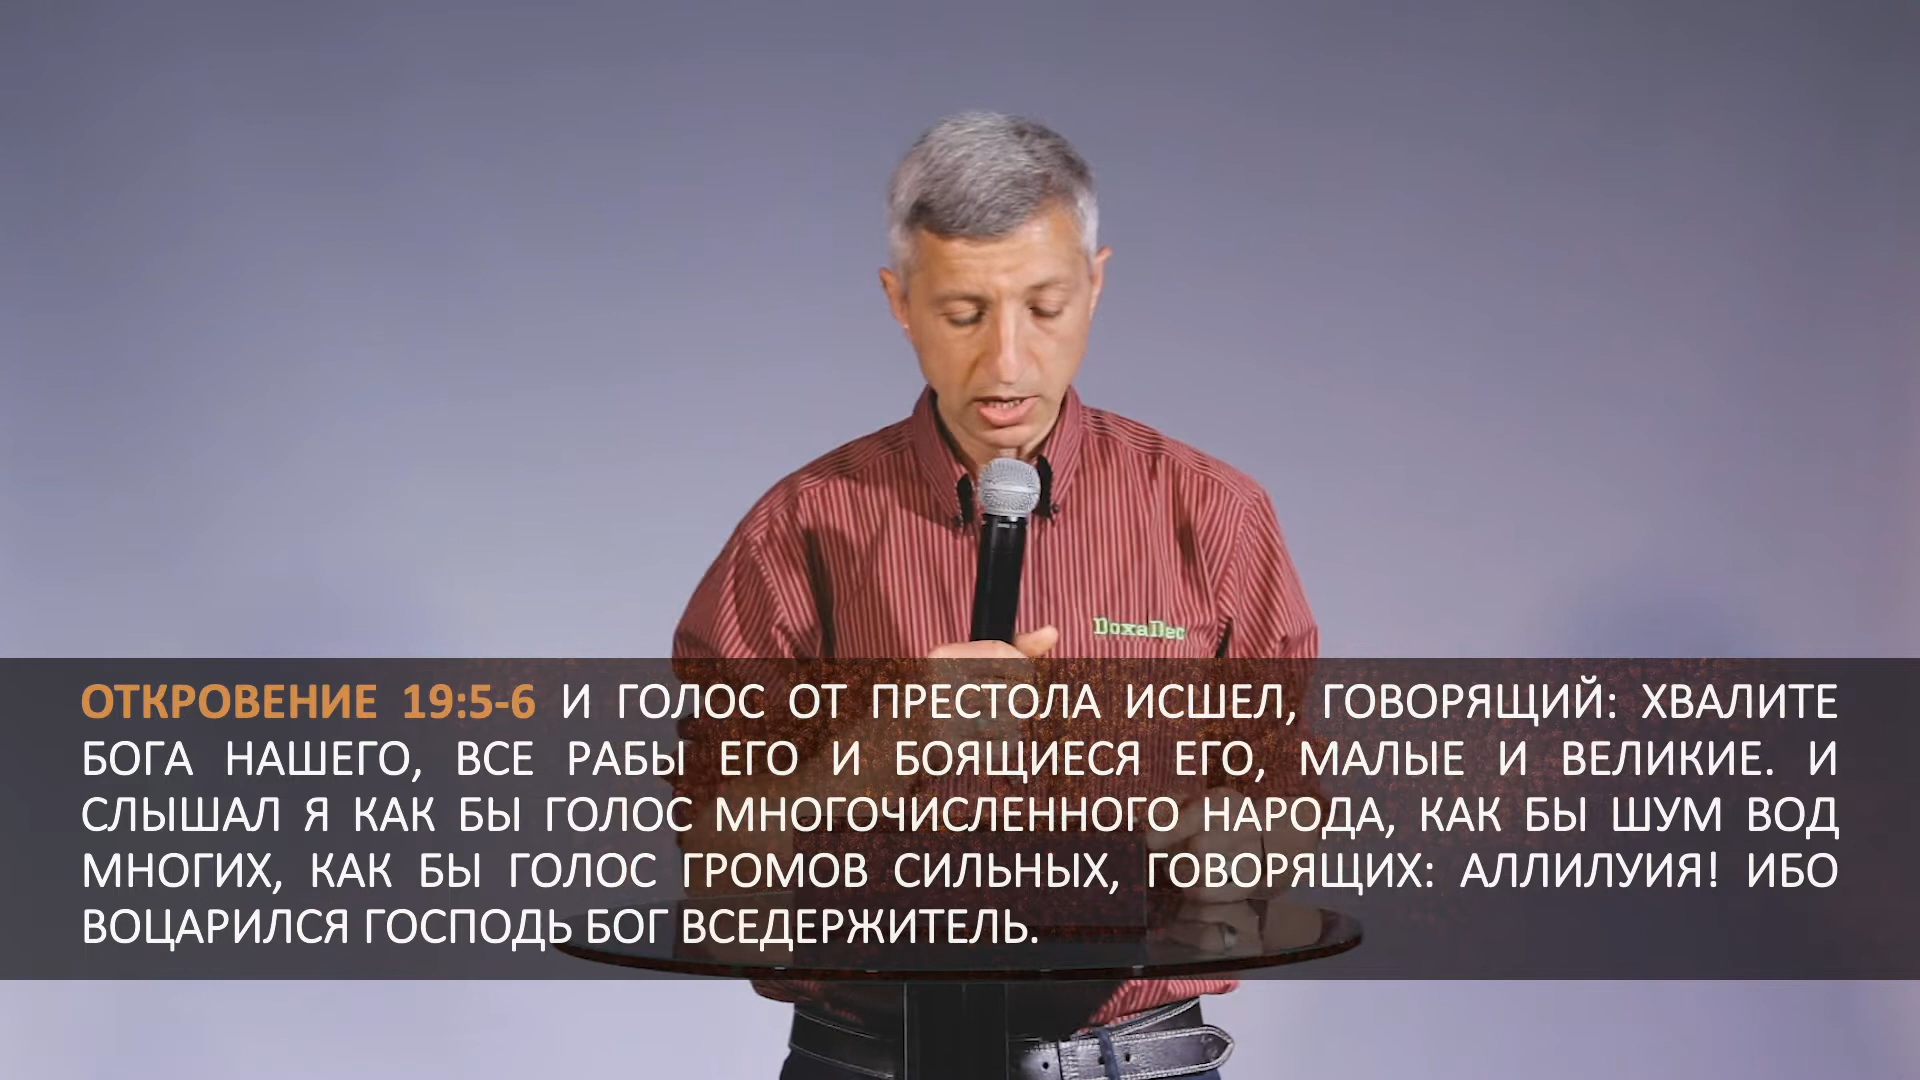 DoxaDec
ОТКРОВЕНИЕ 19:5-6 И ГОЛОС ОТ ПРЕСТОЛА ИСШЕЛ, ГОВОРЯЩИЙ: ХВАЛИТЕ
БОГА НАШЕГО, ВСЕ РАБЫ ЕГО И БОЯЩИЕСЯ ЕГО, МАЛЫЕ И ВЕЛИКИЕ. И
СЛЫШАЛ Я КАК БЫ ГОЛОС МНОГОЧИСЛЕННОГО НАРОДА, КАК БЫ ШУМ ВОД
МНОГИХ, КАК БЫ ГОЛОС ГРОМОВ СИЛЬНЫХ, ГОВОРЯЩИХ: АЛЛИЛУИЯ! ИБО
ВОЦАРИЛСЯ ГОСПОДЬ БОГ ВСЕДЕРЖИТЕЛЬ.